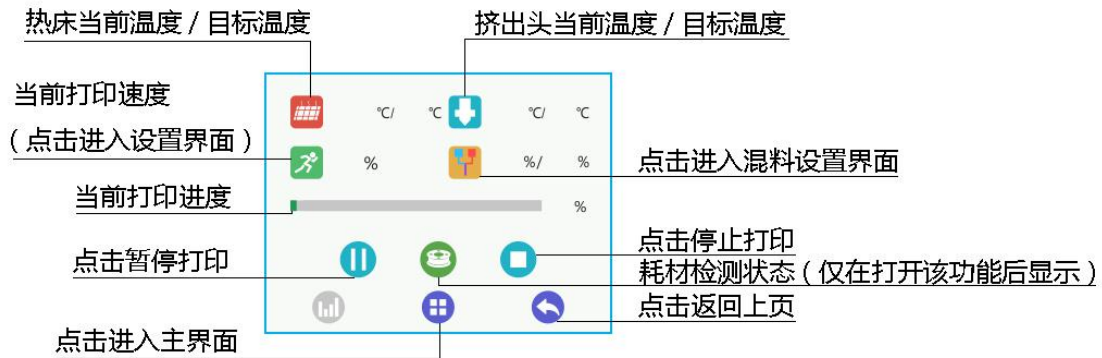 热床当前温度 / 目标温度
挤出头当前温度 / 目标温度
当前打印速度
（点击进入设置界面）
℃/ ℃ ℃/ ℃
% %/ %
点击进入混料设置界面
当前打印进度
%
点击暂停打印
点击停止打印
耗材检测状态（仅在打开该功能后显示）
点击返回上页
点击进入主界面